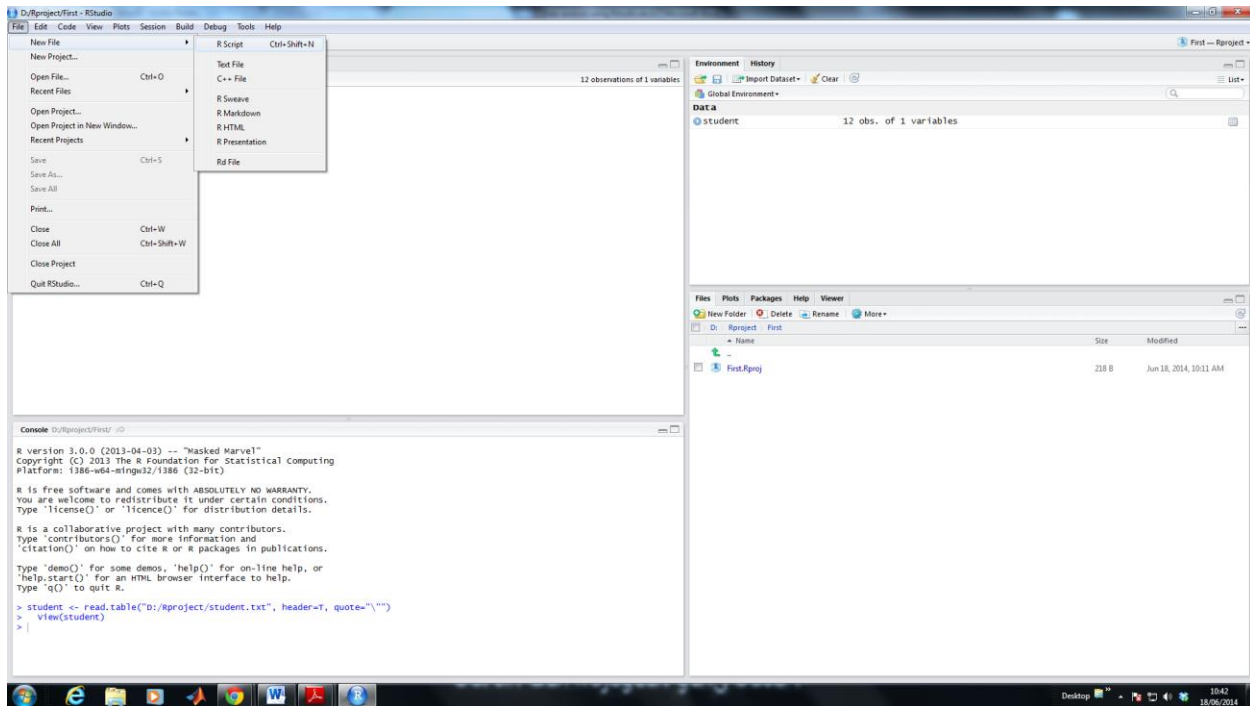 D:/Rproject/First - RStudio
File Edit Code View Plots Session Build Debug Tools Help
First — Rproject
New File
New Project...
Open File... Ctrl+O
Recent Files
Open Project...
Open Project in New Window...
Recent Projects
Save Ctrl+S
Save As...
Save All
Print...
Close Ctrl+W
Close All Ctrl+Shift+W
Close Project
Quit RStudio... Ctrl+Q
R Script Ctrl+Shift+N
Text File
C++ File
R Sweave
R Markdown
R HTML
R Presentation
Rd File
12 observations of 1 variables
Environment History
Import Dataset Clear List
Global Environment
Data
student 12 obs. of 1 variables
Files Plots Packages Help Viewer
New Folder Delete Rename More
D: Rproject First
Name Size Modified
..
First.Rproj 218 B Jun 18, 2014, 10:11 AM
Console D:/Rproject/First/
R version 3.0.0 (2013-04-03) -- "Masked Marvel"
Copyright (C) 2013 The R Foundation for Statistical Computing
Platform: i386-w64-mingw32/i386 (32-bit)
R is free software and comes with ABSOLUTELY NO WARRANTY.
You are welcome to redistribute it under certain conditions.
Type 'license()' or 'licence()' for distribution details.
R is a collaborative project with many contributors.
Type 'contributors()' for more information and
'citation()' on how to cite R or R packages in publications.
Type 'demo()' for some demos, 'help()' for on-line help, or
'help.start()' for an HTML browser interface to help.
Type 'q()' to quit R.
> student <- read.table("D:/Rproject/student.txt", header=T, quote="\"")
> View(student)
>
Desktop
10:42
18/06/2014